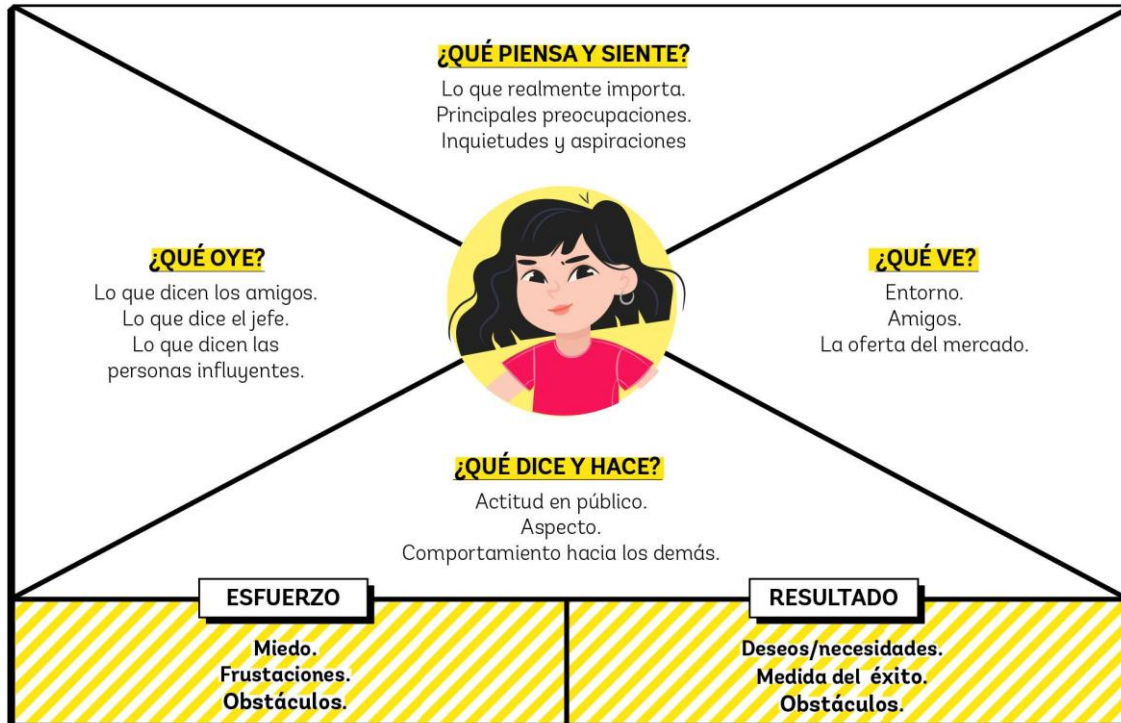 ¿QUÉ PIENSA Y SIENTE?
Lo que realmente importa.
Principales preocupaciones.
Inquietudes y aspiraciones
¿QUÉ OYE?
Lo que dicen los amigos.
Lo que dice el jefe.
Lo que dicen las
personas influyentes.
¿QUÉ VE?
Entorno.
Amigos.
La oferta del mercado.
¿QUÉ DICE Y HACE?
Actitud en público.
Aspecto.
Comportamiento hacia los demás.
ESFUERZO
Miedo.
Frustaciones.
Obstáculos.
RESULTADO
Deseos/necesidades.
Medida del éxito.
Obstáculos.